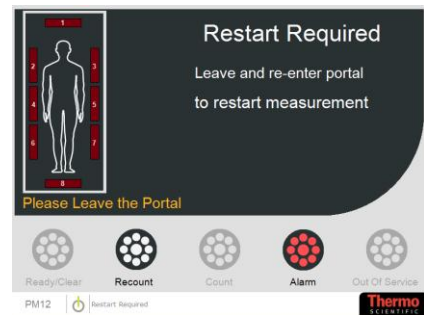 Restart Required
Leave and re-enter portal
to restart measurement
1
2
3
4
5
6
7
8
Please Leave the Portal
Ready/Clear
Recount
Count
Alarm
Out Of Service
PM12
Restart Required
Thermo
SCIENTIFIC